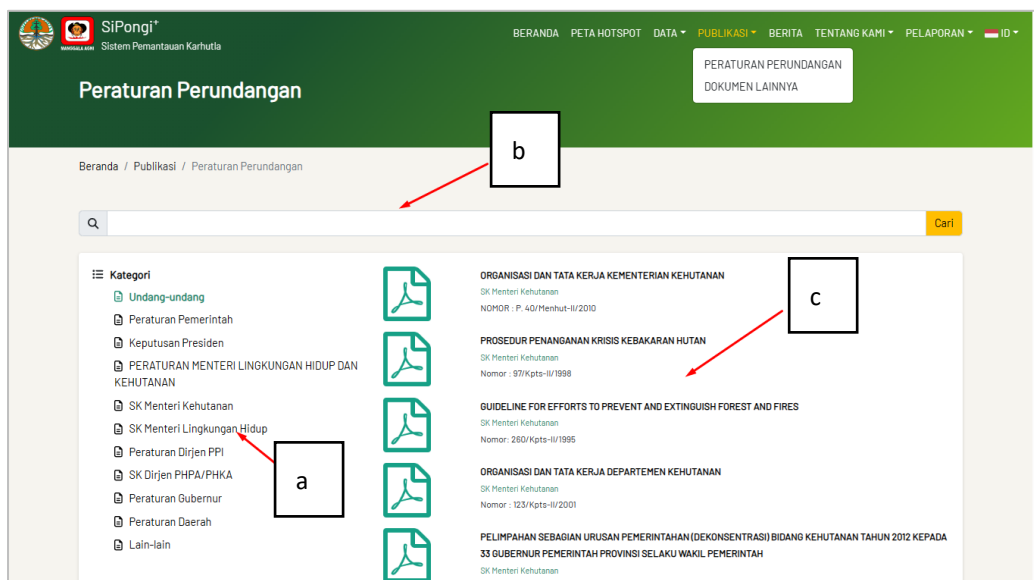 SiPongi+
Sistem Pemantauan Karhutla
MANGGALA AGNI
BERANDA PETA HOTSPOT DATA PUBLIKASI BERITA TENTANG KAMI PELAPORAN ID
PERATURAN PERUNDANGAN
DOKUMEN LAINNYA
Peraturan Perundangan
b
Beranda / Publikasi / Peraturan Perundangan
Cari
Kategori
Undang-undang
Peraturan Pemerintah
Keputusan Presiden
PERATURAN MENTERI LINGKUNGAN HIDUP DAN
KEHUTANAN
SK Menteri Kehutanan
SK Menteri Lingkungan Hidup
Peraturan Dirjen PPI
SK Dirjen PHPA/PHKA
Peraturan Gubernur
Peraturan Daerah
Lain-lain
a
ORGANISASI DAN TATA KERJA KEMENTERIAN KEHUTANAN
SK Menteri Kehutanan
NOMOR : P. 40/Menhut-II/2010
c
PROSEDUR PENANGANAN KRISIS KEBAKARAN HUTAN
SK Menteri Kehutanan
Nomor : 97/Kpts-II/1998
GUIDELINE FOR EFFORTS TO PREVENT AND EXTINGUISH FOREST AND FIRES
SK Menteri Kehutanan
Nomor: 260/Kpts-II/1995
ORGANISASI DAN TATA KERJA DEPARTEMEN KEHUTANAN
SK Menteri Kehutanan
Nomor : 123/Kpts-II/2001
PELIMPAHAN SEBAGIAN URUSAN PEMERINTAHAN (DEKONSENTRASI) BIDANG KEHUTANAN TAHUN 2012 KEPADA
33 GUBERNUR PEMERINTAH PROVINSI SELAKU WAKIL PEMERINTAH
SK Menteri Kehutanan